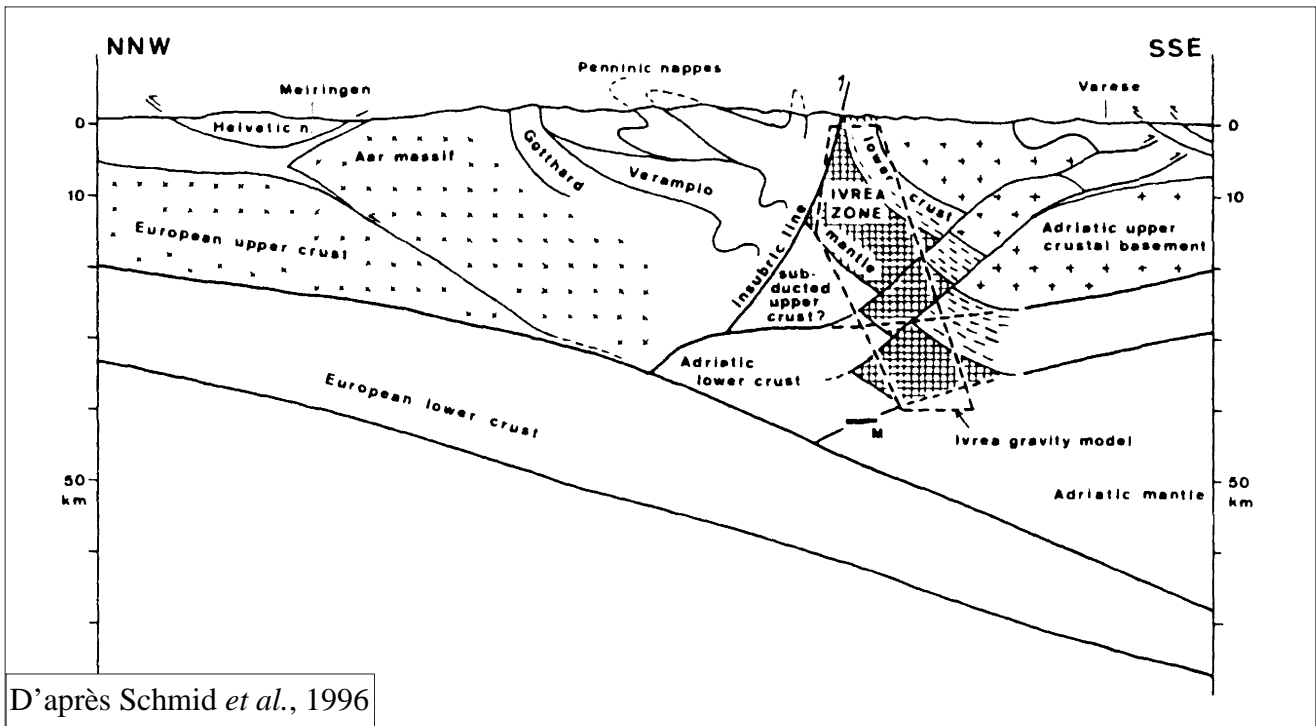 NNW
SSE
Penninic nappes
Meiringen
Varese
0
0
Helvetic n.
Aar massif
Gotthard
Verampio
lower crust
IVREA
ZONE
mantle
10
10
European upper crust
Insubric line
Adriatic upper
crustal basement
sub-
ducted
upper
crust?
Adriatic
lower crust
European lower crust
M
Ivrea gravity model
50
km
50
km
Adriatic mantle
D'après Schmid et al., 1996